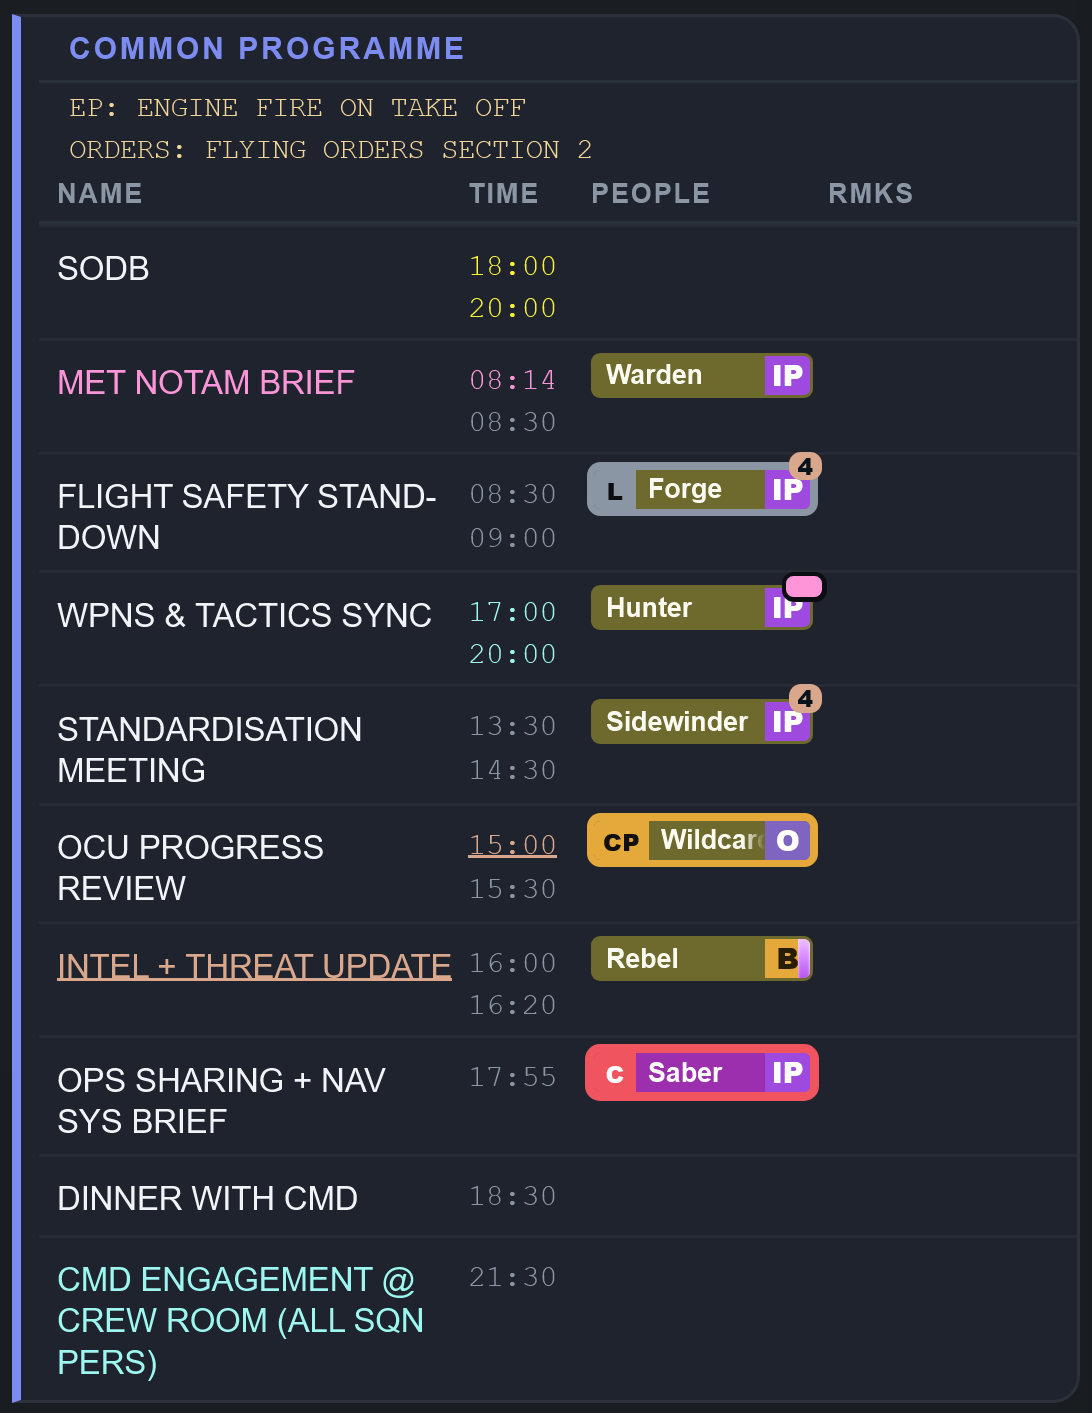 COMMON PROGRAMME
EP: ENGINE FIRE ON TAKE OFF
ORDERS: FLYING ORDERS SECTION 2
NAME TIME PEOPLE RMKS
SODB 18:00
20:00
MET NOTAM BRIEF 08:14 Warden IP
08:30
4
FLIGHT SAFETY STAND- 08:30 L Forge IP
DOWN 09:00
WPNS & TACTICS SYNC 17:00 Hunter IP
20:00
4
STANDARDISATION 13:30 Sidewinder IP
MEETING 14:30
OCU PROGRESS 15:00 CP Wildcard O
REVIEW 15:30
INTEL + THREAT UPDATE 16:00 Rebel B
16:20
OPS SHARING + NAV 17:55 C Saber IP
SYS BRIEF
DINNER WITH CMD 18:30
CMD ENGAGEMENT @ 21:30
CREW ROOM (ALL SQN
PERS)